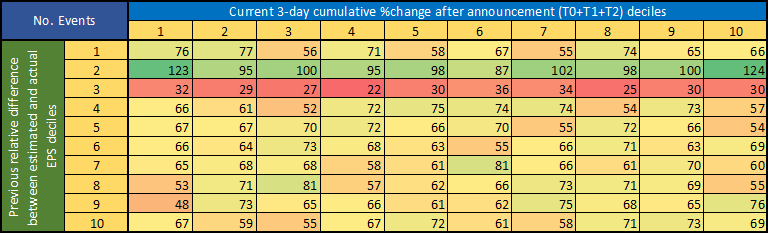 No. Events
Current 3-day cumulative %change after announcement (T0+T1+T2) deciles
1 2 3 4 5 6 7 8 9 10
Previous relative difference
between estimated and actual
EPS deciles
1 76 77 56 71 58 67 55 74 65 66
2 123 95 100 95 98 87 102 98 100 124
3 32 29 27 22 30 36 34 25 30 30
4 66 61 52 72 75 74 74 54 73 57
5 67 67 70 72 66 70 55 72 66 54
6 66 64 73 68 63 55 66 71 63 69
7 65 68 68 58 61 81 66 61 70 60
8 53 71 81 57 62 66 73 71 69 55
9 48 73 65 66 61 62 75 68 65 76
10 67 59 55 67 72 61 58 71 73 69